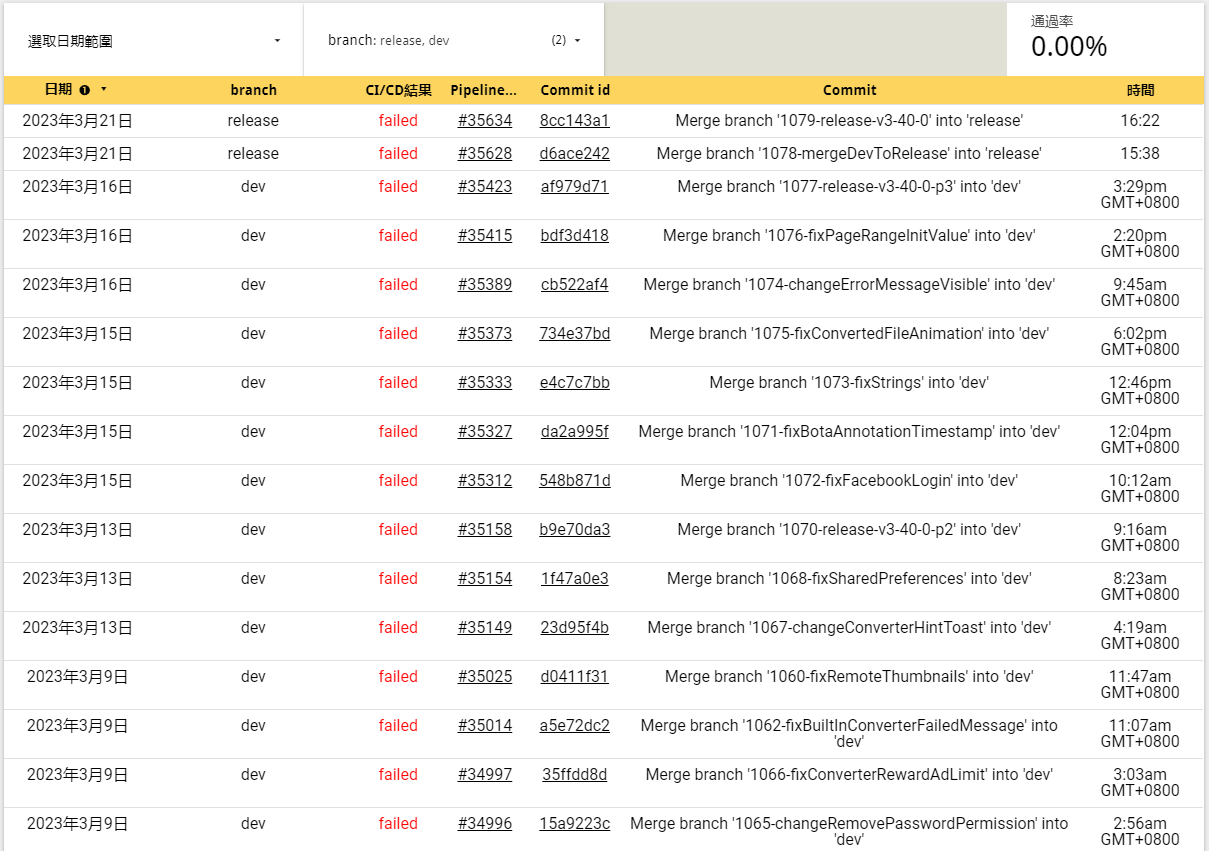 選取日期範圍
branch: release, dev (2)
通過率
0.00%
日期 1 branch CI/CD結果 Pipeline... Commit id Commit 時間
2023年3月21日 release failed #35634 8cc143a1 Merge branch '1079-release-v3-40-0' into 'release' 16:22
2023年3月21日 release failed #35628 d6ace242 Merge branch '1078-mergeDevToRelease' into 'release' 15:38
2023年3月16日 dev failed #35423 af979d71 Merge branch '1077-release-v3-40-0-p3' into 'dev' 3:29pm
GMT+0800
2023年3月16日 dev failed #35415 bdf3d418 Merge branch '1076-fixPageRangeInitValue' into 'dev' 2:20pm
GMT+0800
2023年3月16日 dev failed #35389 cb522af4 Merge branch '1074-changeErrorMessageVisible' into 'dev' 9:45am
GMT+0800
2023年3月15日 dev failed #35373 734e37bd Merge branch '1075-fixConvertedFileAnimation' into 'dev' 6:02pm
GMT+0800
2023年3月15日 dev failed #35333 e4c7c7bb Merge branch '1073-fixStrings' into 'dev' 12:46pm
GMT+0800
2023年3月15日 dev failed #35327 da2a995f Merge branch '1071-fixBotaAnnotationTimestamp' into 'dev' 12:04pm
GMT+0800
2023年3月15日 dev failed #35312 548b871d Merge branch '1072-fixFacebookLogin' into 'dev' 10:12am
GMT+0800
2023年3月13日 dev failed #35158 b9e70da3 Merge branch '1070-release-v3-40-0-p2' into 'dev' 9:16am
GMT+0800
2023年3月13日 dev failed #35154 1f47a0e3 Merge branch '1068-fixSharedPreferences' into 'dev' 8:23am
GMT+0800
2023年3月13日 dev failed #35149 23d95f4b Merge branch '1067-changeConverterHintToast' into 'dev' 4:19am
GMT+0800
2023年3月9日 dev failed #35025 d0411f31 Merge branch '1060-fixRemoteThumbnails' into 'dev' 11:47am
GMT+0800
2023年3月9日 dev failed #35014 a5e72dc2 Merge branch '1062-fixBuiltInConverterFailedMessage' into 11:07am
'dev' GMT+0800
2023年3月9日 dev failed #34997 35ffdd8d Merge branch '1066-fixConverterRewardAdLimit' into 'dev' 3:03am
GMT+0800
2023年3月9日 dev failed #34996 15a9223c Merge branch '1065-changeRemovePasswordPermission' into 2:56am
'dev' GMT+0800